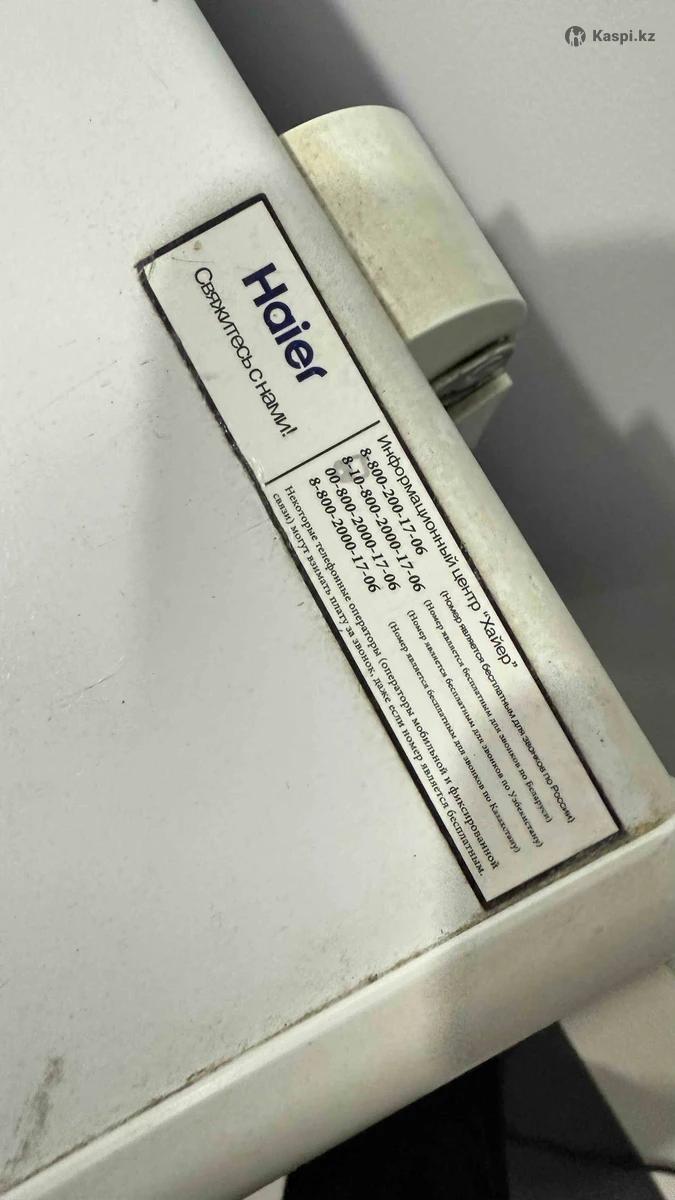 Kaspi.kz
Haier
Свяжитесь с нами!
Информационный центр "Хайер"
8-800-200-17-06 (Номер является бесплатным для звонков по России)
8-10-800-2000-17-06 (Номер является бесплатным для звонков по Беларуси)
00-800-2000-17-06 (Номер является бесплатным для звонков по Узбекистану)
8-800-2000-17-06 (Номер является бесплатным для звонков по Казахстану)
Некоторые телефонные операторы (операторы мобильной и фиксированной
связи) могут взимать плату за звонок, даже если номер является бесплатным.